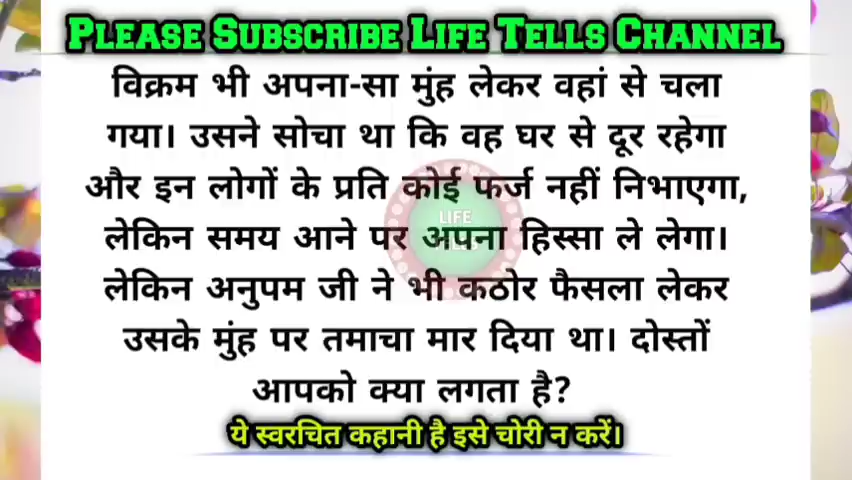 PLEASE SUBSCRIBE LIFE TELLS CHANNEL
विक्रम भी अपना-सा मुंह लेकर वहां से चला
गया। उसने सोचा था कि वह घर से दूर रहेगा
और इन लोगों के प्रति कोई फर्ज नहीं निभाएगा,
LIFE
लेकिन समय आने पर अपना हिस्सा ले लेगा।
लेकिन अनुपम जी ने भी कठोर फैसला लेकर
उसके मुंह पर तमाचा मार दिया था। दोस्तों
आपको क्या लगता है?
ये स्वरचित कहानी है इसे चोरी न करें।